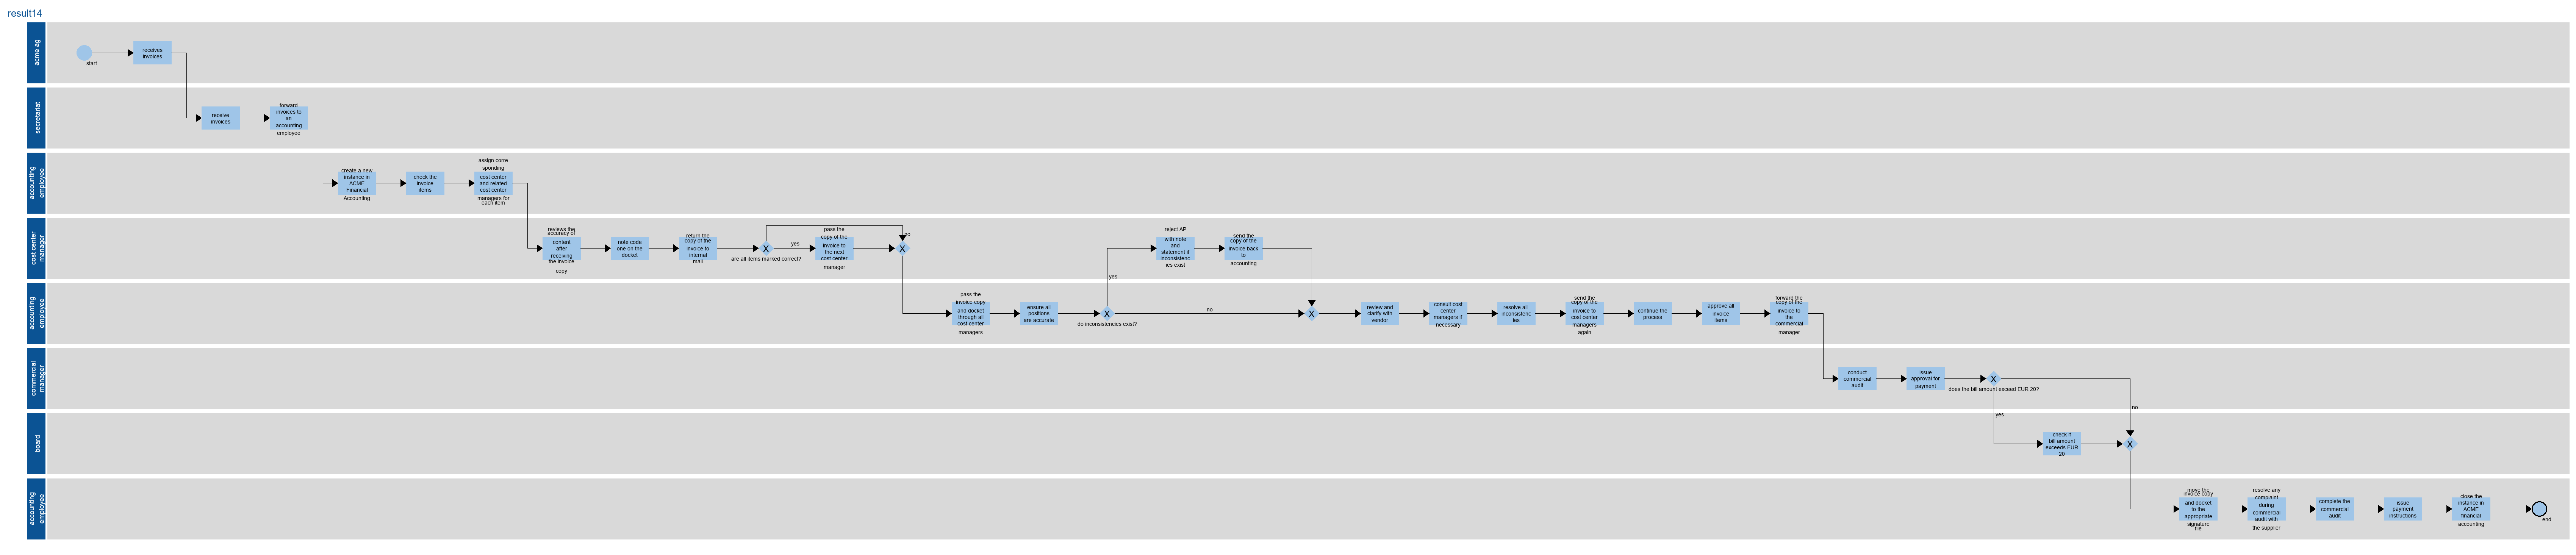 result14
acme ag
start
receives
invoices
secretariat
receive
invoices
forward
invoices to
an
accounting
employee
accounting
employee
create a new
instance in
ACME
Financial
Accounting
check the
invoice
items
assign corre
sponding
cost center
and related
cost center
managers for
each item
cost center
manager
reviews the
accuracy of
content
after
receiving
the invoice
copy
note code
one on the
docket
return the
copy of the
invoice to
internal
mail
X
are all items marked correct?
yes
pass the
copy of the
invoice to
the next
cost center
manager
no
X
reject AP
with note
and
statement if
inconsistenc
ies exist
send the
copy of the
invoice back
to
accounting
accounting
employee
pass the
invoice copy
and docket
through all
cost center
managers
ensure all
positions
are accurate
X
do inconsistencies exist?
yes
no
X
review and
clarify with
vendor
consult cost
center
managers if
necessary
resolve all
inconsistenc
ies
send the
copy of the
invoice to
cost center
managers
again
continue the
process
approve all
invoice
items
forward the
copy of the
invoice to
the
commercial
manager
commercial
manager
conduct
commercial
audit
issue
approval for
payment
X
does the bill amount exceed EUR 20?
no
yes
board
check if
bill amount
exceeds EUR
20
X
accounting
employee
move the
invoice copy
and docket
to the
appropriate
signature
file
resolve any
complaint
during
commercial
audit with
the supplier
complete the
commercial
audit
issue
payment
instructions
close the
instance in
ACME
financial
accounting
end